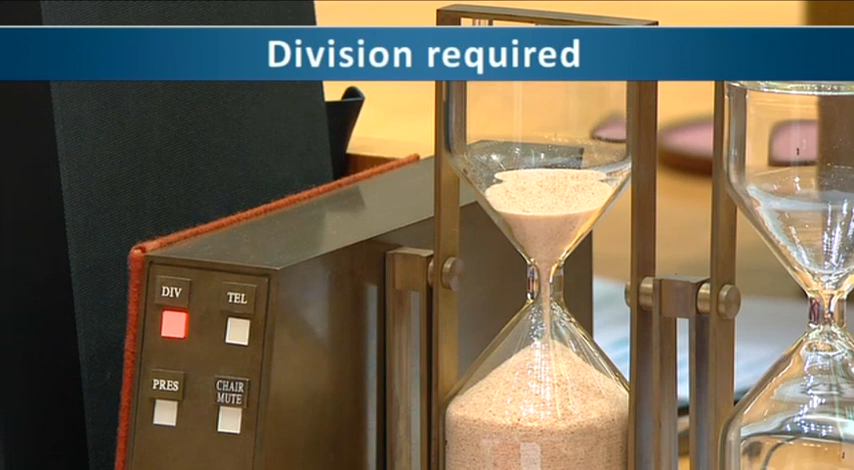 Division required
DIV
TEL
PRES
CHAIR
MUTE